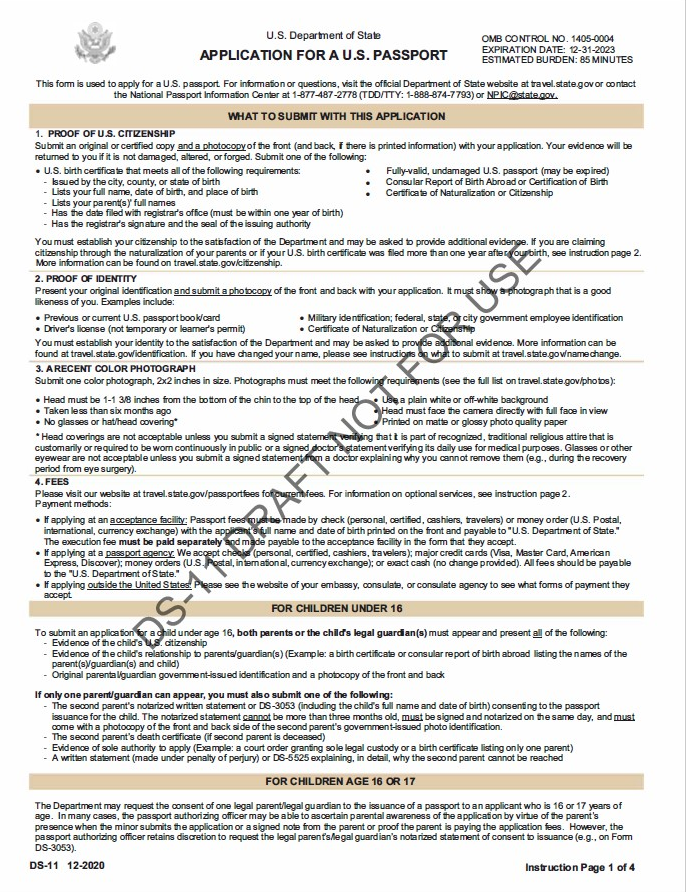 U.S. Department of State
APPLICATION FOR A U.S. PASSPORT
OMB CONTROL NO. 1405-0004
EXPIRATION DATE: 12-31-2023
ESTIMATED BURDEN: 85 MINUTES
This form is used to apply for a U.S. passport. For information or questions, visit the official Department of State website at travel.state.gov or contact
the National Passport Information Center at 1-877-487-2778 (TDD/TTY: 1-888-874-7793) or NPIC@state.gov.
WHAT TO SUBMIT WITH THIS APPLICATION
1. PROOF OF U.S. CITIZENSHIP
Submit an original or certified copy and a photocopy of the front (and back, if there is printed information) with your application. Your evidence will be
returned to you if it is not damaged, altered, or forged. Submit one of the following:
• U.S. birth certificate that meets all of the following requirements:
- Issued by the city, county, or state of birth
- Lists your full name, date of birth, and place of birth
- Lists your parent(s)' full names
- Has the date filed with registrar's office (must be within one year of birth)
- Has the registrar's signature and the seal of the issuing authority
• Fully-valid, undamaged U.S. passport (may be expired)
• Consular Report of Birth Abroad or Certification of Birth
• Certificate of Naturalization or Citizenship
You must establish your citizenship to the satisfaction of the Department and may be asked to provide additional evidence. If you are claiming
citizenship through the naturalization of your parents or if your U.S. birth certificate was filed more than one year after your birth, see instruction page 2.
More information can be found on travel.state.gov/citizenship.
2. PROOF OF IDENTITY
Present your original identification and submit a photocopy of the front and back with your application. It must show a photograph that is a good
likeness of you. Examples include:
• Previous or current U.S. passport book/card
• Driver's license (not temporary or learner's permit)
• Military identification; federal, state, or city government employee identification
• Certificate of Naturalization or Citizenship
You must establish your identity to the satisfaction of the Department and may be asked to provide additional evidence. More information can be
found at travel.state.gov/identification. If you have changed your name, please see instructions on what to submit at travel.gov/namechange.
3. A RECENT COLOR PHOTOGRAPH
Submit one color photograph, 2x2 inches in size. Photographs must meet the following requirements (see the full list on travel.state.gov/photos):
• Head must be 1-1 3/8 inches from the bottom of the chin to the top of the head
• Taken less than six months ago
• No glasses or hat/head covering*
• Use a plain white or off-white background
• Head must face the camera directly with full face in view
• Printed on matte or glossy photo quality paper
* Head coverings are not acceptable unless you submit a signed statement verifying that it is part of recognized, traditional religious attire that is
customarily or required to be worn continuously in public or a signed doctor's statement verifying its daily use for medical purposes. Glasses or other
eyewear are not acceptable unless you submit a signed statement from a doctor explaining why you cannot remove them (e.g., during the recovery
period from eye surgery).
4. FEES
Please visit our website at travel.state.gov/passportfees for current fees. For information on optional services, see instruction page 2.
Payment methods:
• If applying at an acceptance facility: Passport fees must be made by check (personal, certified, cashiers, travelers) or money order (U.S. Postal,
international, currency exchange) with the applicant's full name and date of birth printed on the front and payable to "U.S. Department of State."
The execution fee must be paid separately and made payable to the acceptance facility in the form that they accept.
• If applying at a passport agency: We accept checks (personal, certified, cashiers, travelers); major credit cards (Visa, Master Card, American
Express, Discover); money orders (U.S. Postal, international, currency exchange); or exact cash (no change provided). All fees should be payable
to the "U.S. Department of State."
• If applying outside the United States: Please see the website of your embassy, consulate, or consulate agency to see what forms of payment they
accept.
FOR CHILDREN UNDER 16
To submit an application for a child under age 16, both parents or the child's legal guardian(s) must appear and present all of the following:
- Evidence of the child's U.S. citizenship
- Evidence of the child's relationship to parents/guardian(s) (Example: a birth certificate or consular report of birth abroad listing the names of the
parent(s)/guardian(s) and child)
- Original parental/guardian government-issued identification and a photocopy of the front and back
If only one parent/guardian can appear, you must also submit one of the following:
- The second parent's notarized written statement or DS-3053 (including the child's full name and date of birth) consenting to the passport
issuance for the child. The notarized statement cannot be more than three months old, must be signed and notarized on the same day, and must
come with a photocopy of the front and back side of the second parent's government-issued photo identification.
- The second parent's death certificate (if second parent is deceased)
- Evidence of sole authority to apply (Example: a court order granting sole legal custody or a birth certificate listing only one parent)
- A written statement (made under penalty of perjury) or DS-5525 explaining, in detail, why the second parent cannot be reached
FOR CHILDREN AGE 16 OR 17
The Department may request the consent of one legal parent/legal guardian to the issuance of a passport to an applicant who is 16 or 17 years of
age. In many cases, the passport authorizing officer may be able to ascertain parental awareness of the application by virtue of the parent's
presence when the minor submits the application or a signed note from the parent or proof the parent is paying the application fees. However, the
passport authorizing officer retains discretion to request the legal parent's/legal guardian's notarized statement of consent to issuance (e.g., on Form
DS-3053).
DS-11 12-2020
Instruction Page 1 of 4
DS-11 DRAFT NOT FOR USE